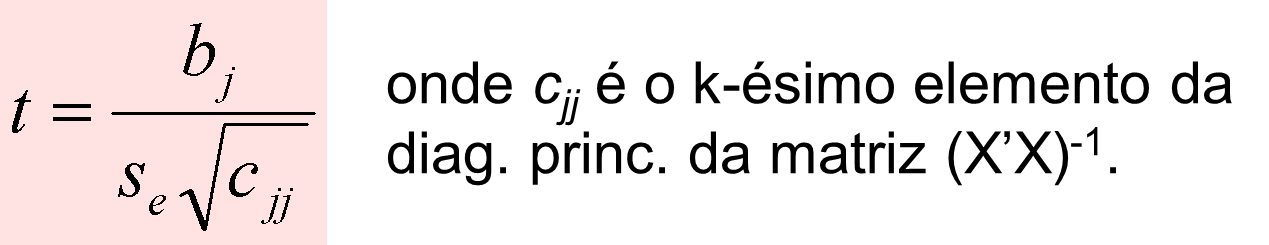 t = b_j / (s_e √c_jj)
onde c_jj é o k-ésimo elemento da
diag. princ. da matriz (X’X)⁻¹.